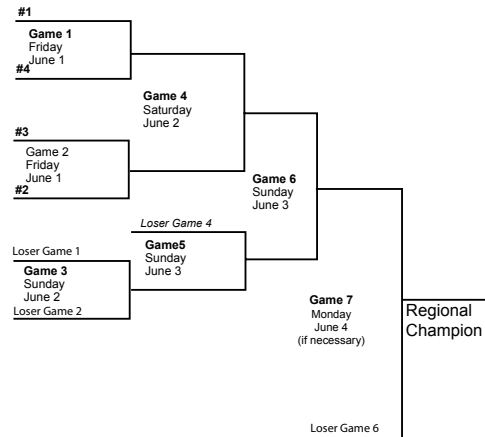 #1
Game 1
Friday
June 1
#4
Game 4
Saturday
June 2
#3
Game 2
Friday
June 1
#2
Game 6
Sunday
June 3
Loser Game 4
Loser Game 1
Game5
Sunday
June 3
Game 3
Sunday
June 2
Loser Game 2
Game 7
Monday
June 4
(if necessary)
Regional
Champion
Loser Game 6